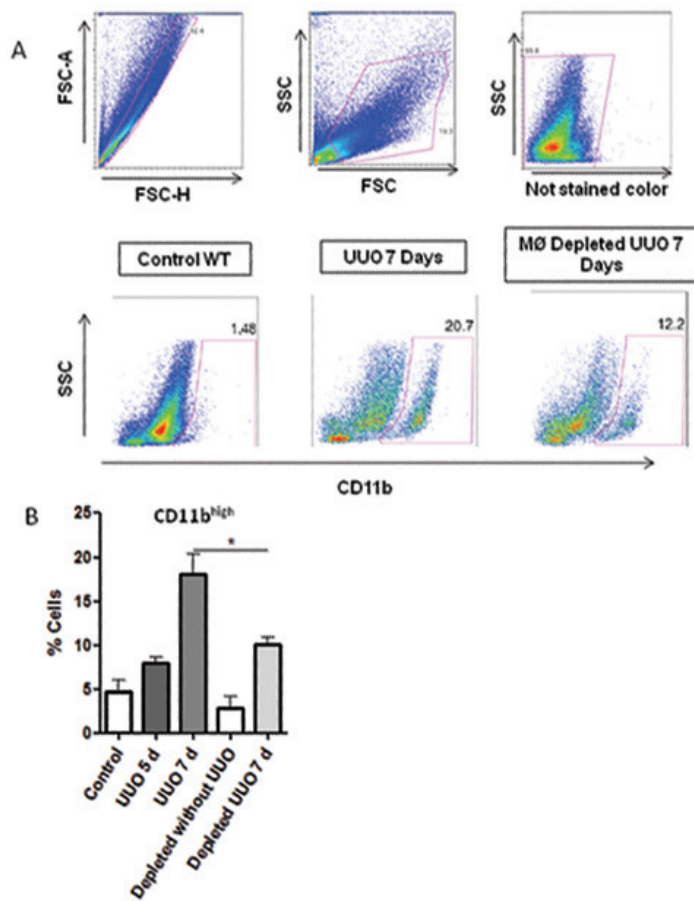 A
FSC-A
FSC-H
SSC
FSC
SSC
Not stained color
Control WT
UUO 7 Days
MØ Depleted UUO 7
Days
SSC
1,48
20.7
12.2
CD11b
B
CD11bhigh
*
% Cells
25
20
15
10
5
0
Control
UUO 5 d
UUO 7 d
Depleted without UUO
Depleted UUO 7 d